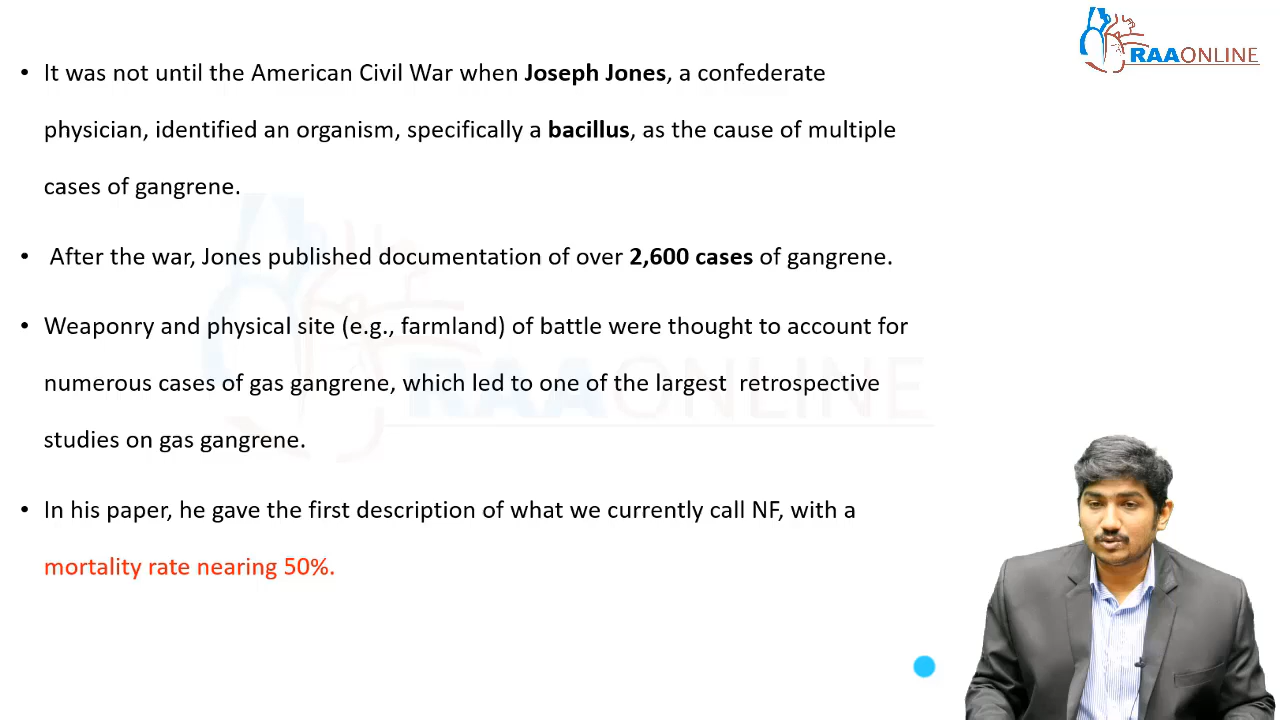 RAAONLINE
• It was not until the American Civil War when Joseph Jones, a confederate
physician, identified an organism, specifically a bacillus, as the cause of multiple
cases of gangrene.
• After the war, Jones published documentation of over 2,600 cases of gangrene.
• Weaponry and physical site (e.g., farmland) of battle were thought to account for
numerous cases of gas gangrene, which led to one of the largest retrospective
studies on gas gangrene.
RAAONLINE
• In his paper, he gave the first description of what we currently call NF, with a
mortality rate nearing 50%.